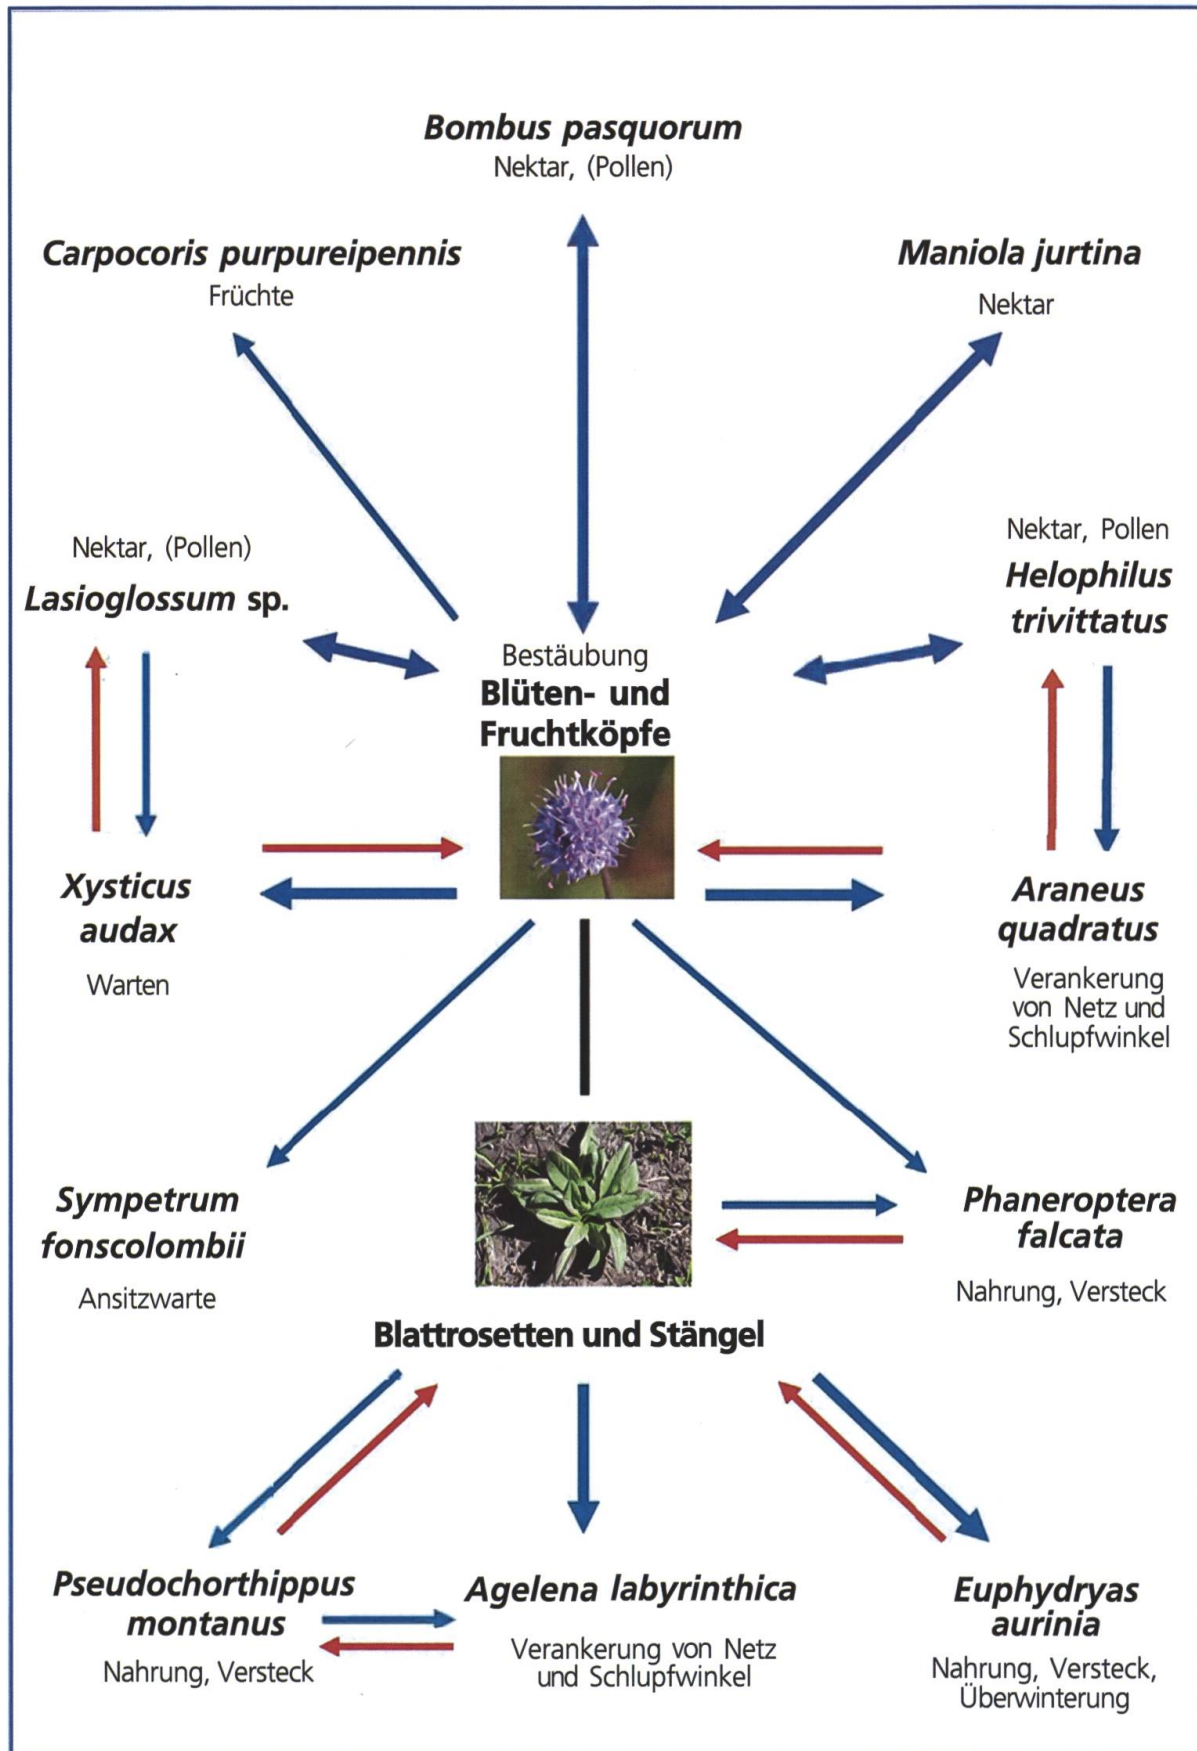 Bombus pasquorum
Nektar, (Pollen)
Carpocoris purpureipennis
Früchte
Maniola jurtina
Nektar
Nektar, (Pollen)
Lasioglossum sp.
Nektar, Pollen
Helophilus
trivittatus
Bestäubung
Blüten- und
Fruchtköpfe
Xysticus
audax
Warten
Araneus
quadratus
Verankerung
von Netz und
Schlupfwinkel
Sympetrum
fonscolombii
Ansitzwarte
Phaneroptera
falcata
Nahrung, Versteck
Blattrosetten und Stängel
Pseudochorthippus
montanus
Nahrung, Versteck
Agelena labyrinthica
Verankerung von Netz
und Schlupfwinkel
Euphydryas
aurinia
Nahrung, Versteck,
Überwinterung